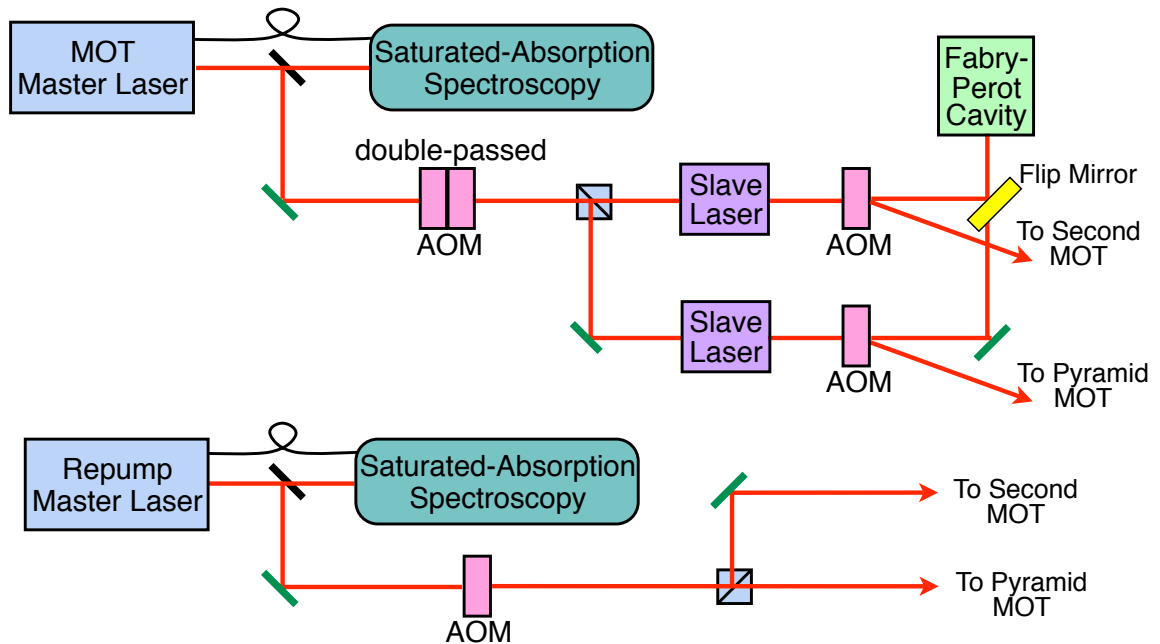 MOT
Master Laser
Saturated-Absorption
Spectroscopy
Fabry-
Perot
Cavity
double-passed
AOM
Slave
Laser
AOM
Flip Mirror
To Second
MOT
Slave
Laser
AOM
To Pyramid
MOT
Repump
Master Laser
Saturated-Absorption
Spectroscopy
To Second
MOT
AOM
To Pyramid
MOT